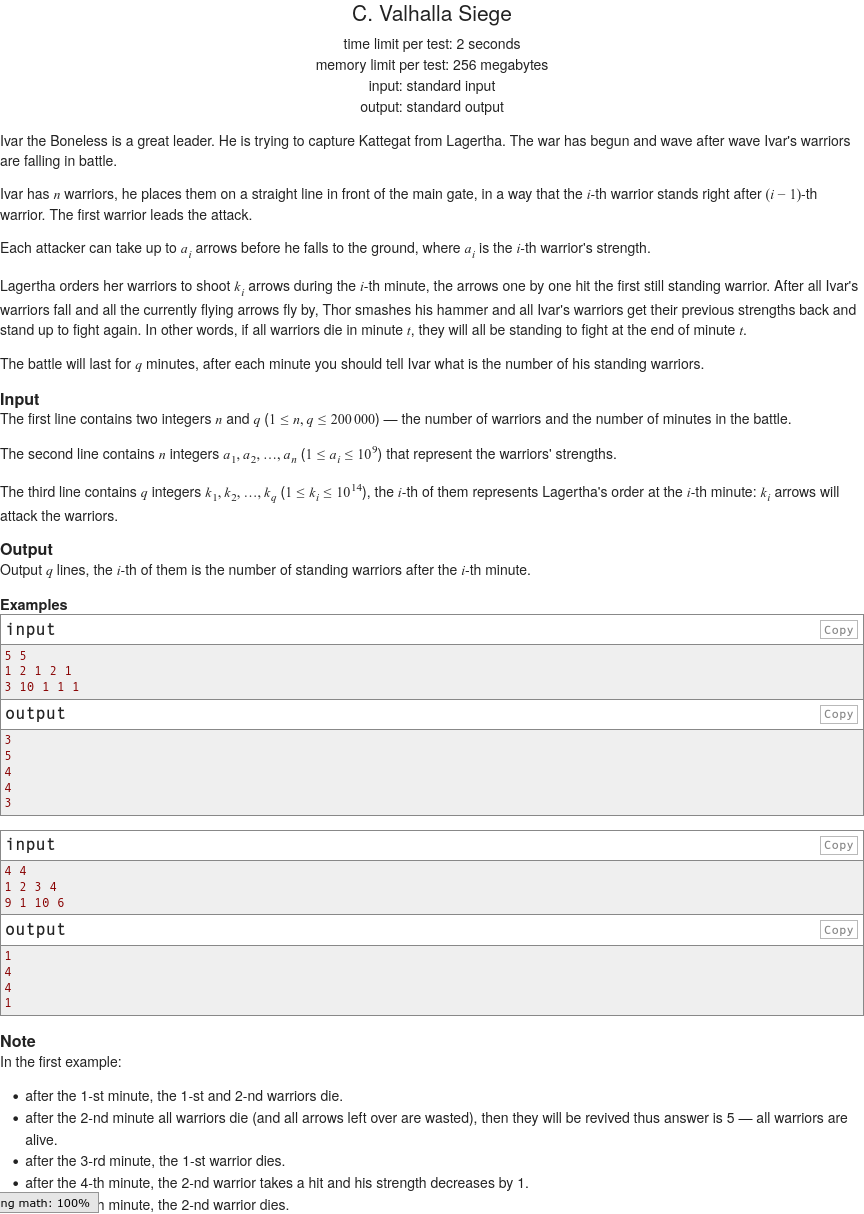 C. Valhalla Siege
time limit per test: 2 seconds
memory limit per test: 256 megabytes
input: standard input
output: standard output
Ivar the Boneless is a great leader. He is trying to capture Kattegat from Lagertha. The war has begun and wave after wave Ivar's warriors
are falling in battle.
Ivar has n warriors, he places them on a straight line in front of the main gate, in a way that the i-th warrior stands right after (i − 1)-th
warrior. The first warrior leads the attack.
Each attacker can take up to a_i arrows before he falls to the ground, where a_i is the i-th warrior's strength.
Lagertha orders her warriors to shoot k_i arrows during the i-th minute, the arrows one by one hit the first still standing warrior. After all Ivar's
warriors fall and all the currently flying arrows fly by, Thor smashes his hammer and all Ivar's warriors get their previous strengths back and
stand up to fight again. In other words, if all warriors die in minute t, they will all be standing to fight at the end of minute t.
The battle will last for q minutes, after each minute you should tell Ivar what is the number of his standing warriors.
Input
The first line contains two integers n and q (1 ≤ n, q ≤ 200 000) — the number of warriors and the number of minutes in the battle.
The second line contains n integers a_1, a_2, …, a_n (1 ≤ a_i ≤ 10^9) that represent the warriors' strengths.
The third line contains q integers k_1, k_2, …, k_q (1 ≤ k_i ≤ 10^14), the i-th of them represents Lagertha's order at the i-th minute: k_i arrows will
attack the warriors.
Output
Output q lines, the i-th of them is the number of standing warriors after the i-th minute.
Examples
input Copy
5 5
1 2 1 2 1
3 10 1 1 1
output Copy
3
5
4
4
3
input Copy
4 4
1 2 3 4
9 1 10 6
output Copy
1
4
4
1
Note
In the first example:
• after the 1-st minute, the 1-st and 2-nd warriors die.
• after the 2-nd minute all warriors die (and all arrows left over are wasted), then they will be revived thus answer is 5 — all warriors are
alive.
• after the 3-rd minute, the 1-st warrior dies.
• after the 4-th minute, the 2-nd warrior takes a hit and his strength decreases by 1.
ng math: 100% h minute, the 2-nd warrior dies.